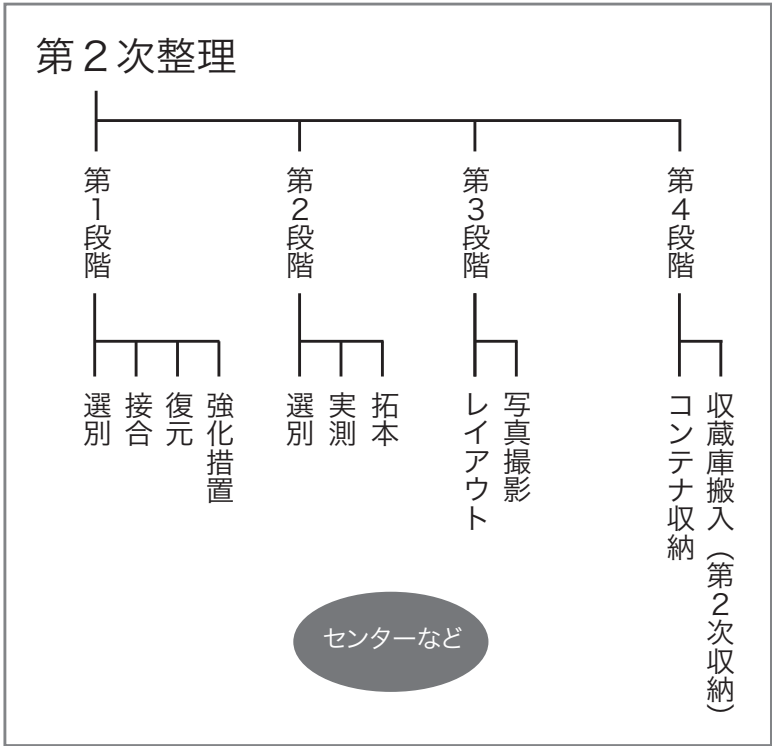 第２次整理
第１段階
選別
接合
復元
強化措置
第２段階
選別
実測
拓本
第３段階
レイアウト
写真撮影
第４段階
コンテナ収納
収蔵庫搬入（第２次収納）
センターなど